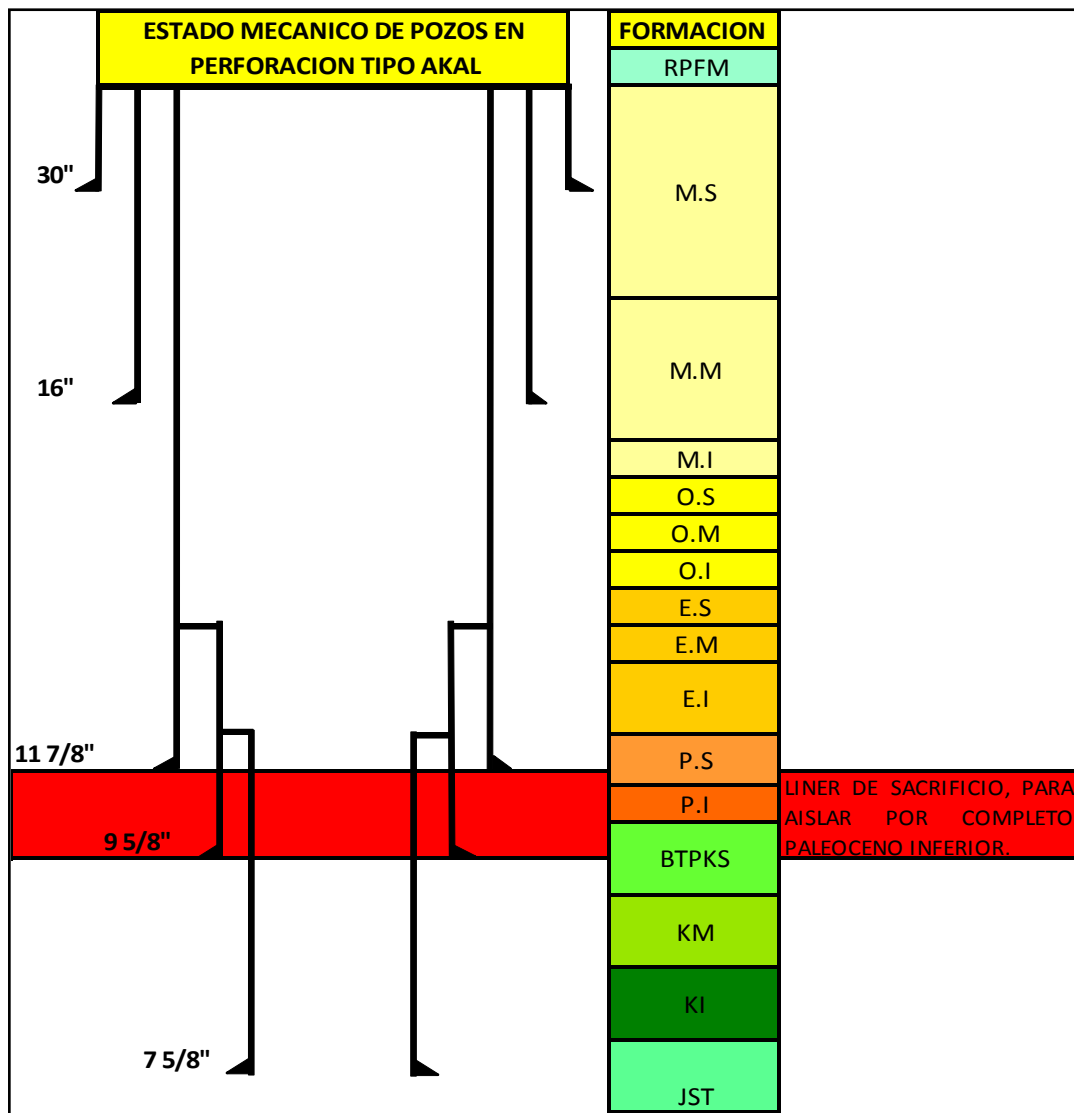 ESTADO MECANICO DE POZOS EN
PERFORACION TIPO AKAL
FORMACION
RPFM
30"
M.S
16"
M.M
M.I
O.S
O.M
O.I
E.S
E.M
E.I
11 7/8"
P.S
P.I
LINER DE SACRIFICIO, PARA
AISLAR POR COMPLETO
PALEOCENO INFERIOR.
9 5/8"
BTPKS
KM
KI
7 5/8"
JST